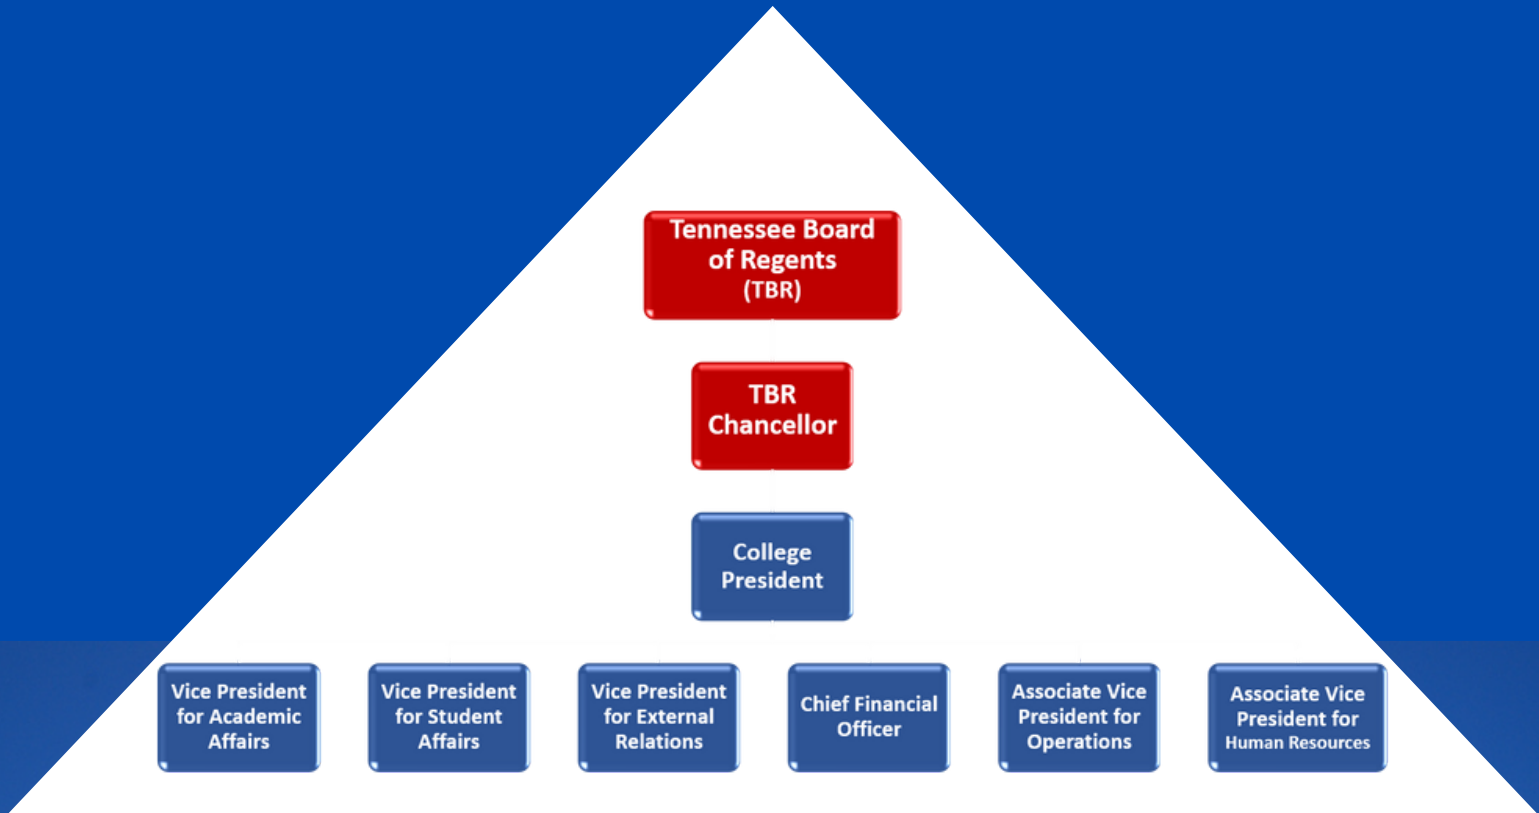 Tennessee Board
of Regents
(TBR)
TBR
Chancellor
College
President
Vice President
for Academic
Affairs
Vice President
for Student
Affairs
Vice President
for External
Relations
Chief Financial
Officer
Associate Vice
President for
Operations
Associate Vice
President for
Human Resources